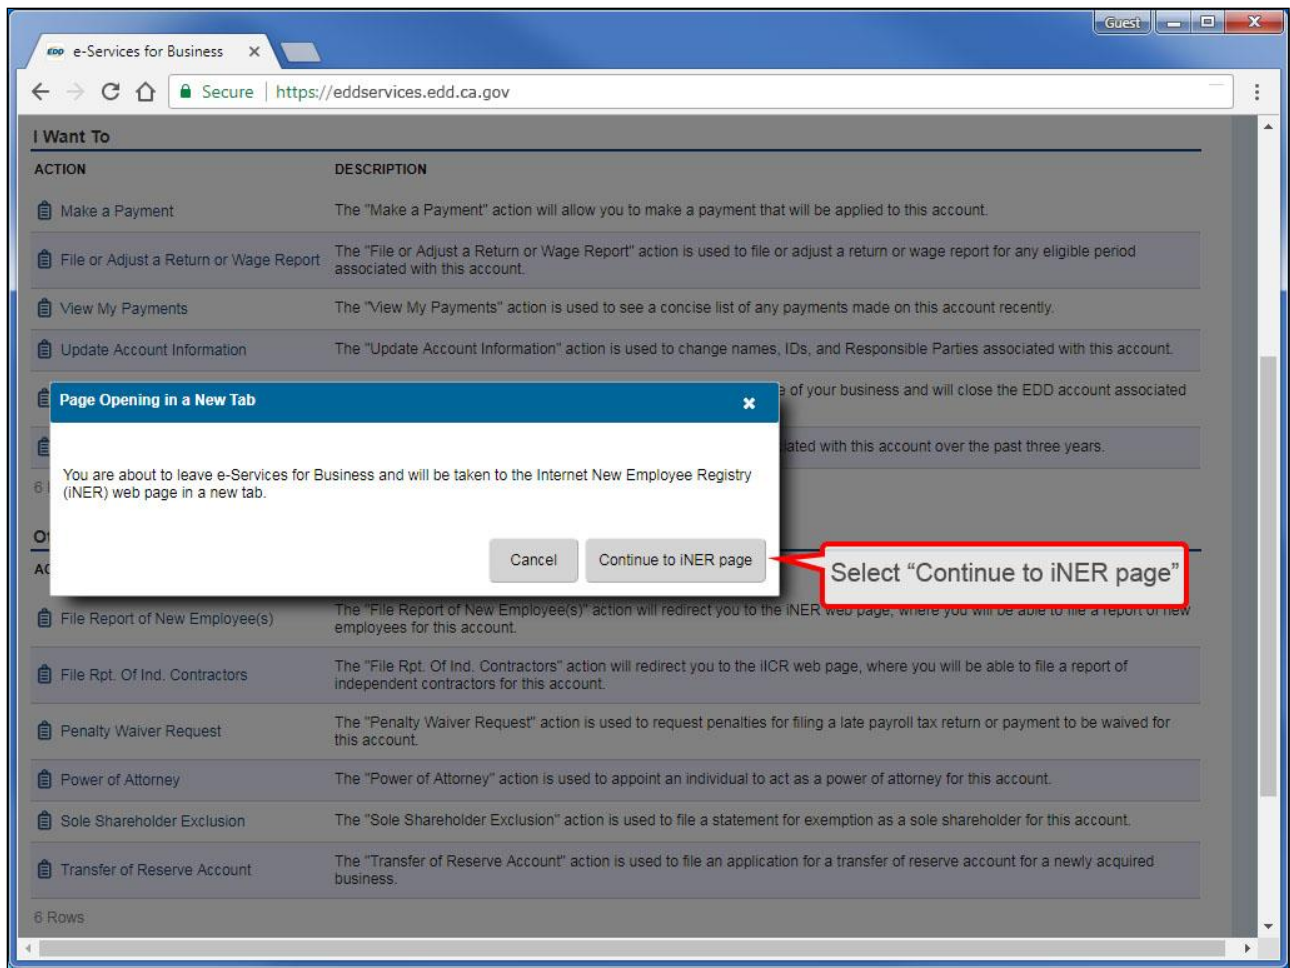 Guest
EDD e-Services for Business
Secure | https://eddservices.edd.ca.gov
I Want To
ACTION DESCRIPTION
Make a Payment The "Make a Payment" action will allow you to make a payment that will be applied to this account.
File or Adjust a Return or Wage Report The "File or Adjust a Return or Wage Report" action is used to file or adjust a return or wage report for any eligible period
associated with this account.
View My Payments The "View My Payments" action is used to see a concise list of any payments made on this account recently.
Update Account Information The "Update Account Information" action is used to change names, IDs, and Responsible Parties associated with this account.
of your business and will close the EDD account associated
Page Opening in a New Tab
with this account over the past three years.
You are about to leave e-Services for Business and will be taken to the Internet New Employee Registry
(iNER) web page in a new tab.
6
Cancel Continue to iNER page
Select “Continue to iNER page”
File Report of New Employee(s) The "File Report of New Employee(s)" action will redirect you to the iNER web page, where you will be able to file a report of new
employees for this account.
File Rpt. Of Ind. Contractors The "File Rpt. Of Ind. Contractors" action will redirect you to the iICR web page, where you will be able to file a report of
independent contractors for this account.
Penalty Waiver Request The "Penalty Waiver Request" action is used to request penalties for filing a late payroll tax return or payment to be waived for
this account.
Power of Attorney The "Power of Attorney" action is used to appoint an individual to act as a power of attorney for this account.
Sole Shareholder Exclusion The "Sole Shareholder Exclusion" action is used to file a statement for exemption as a sole shareholder for this account.
Transfer of Reserve Account The "Transfer of Reserve Account" action is used to file an application for a transfer of reserve account for a newly acquired
business.
6 Rows